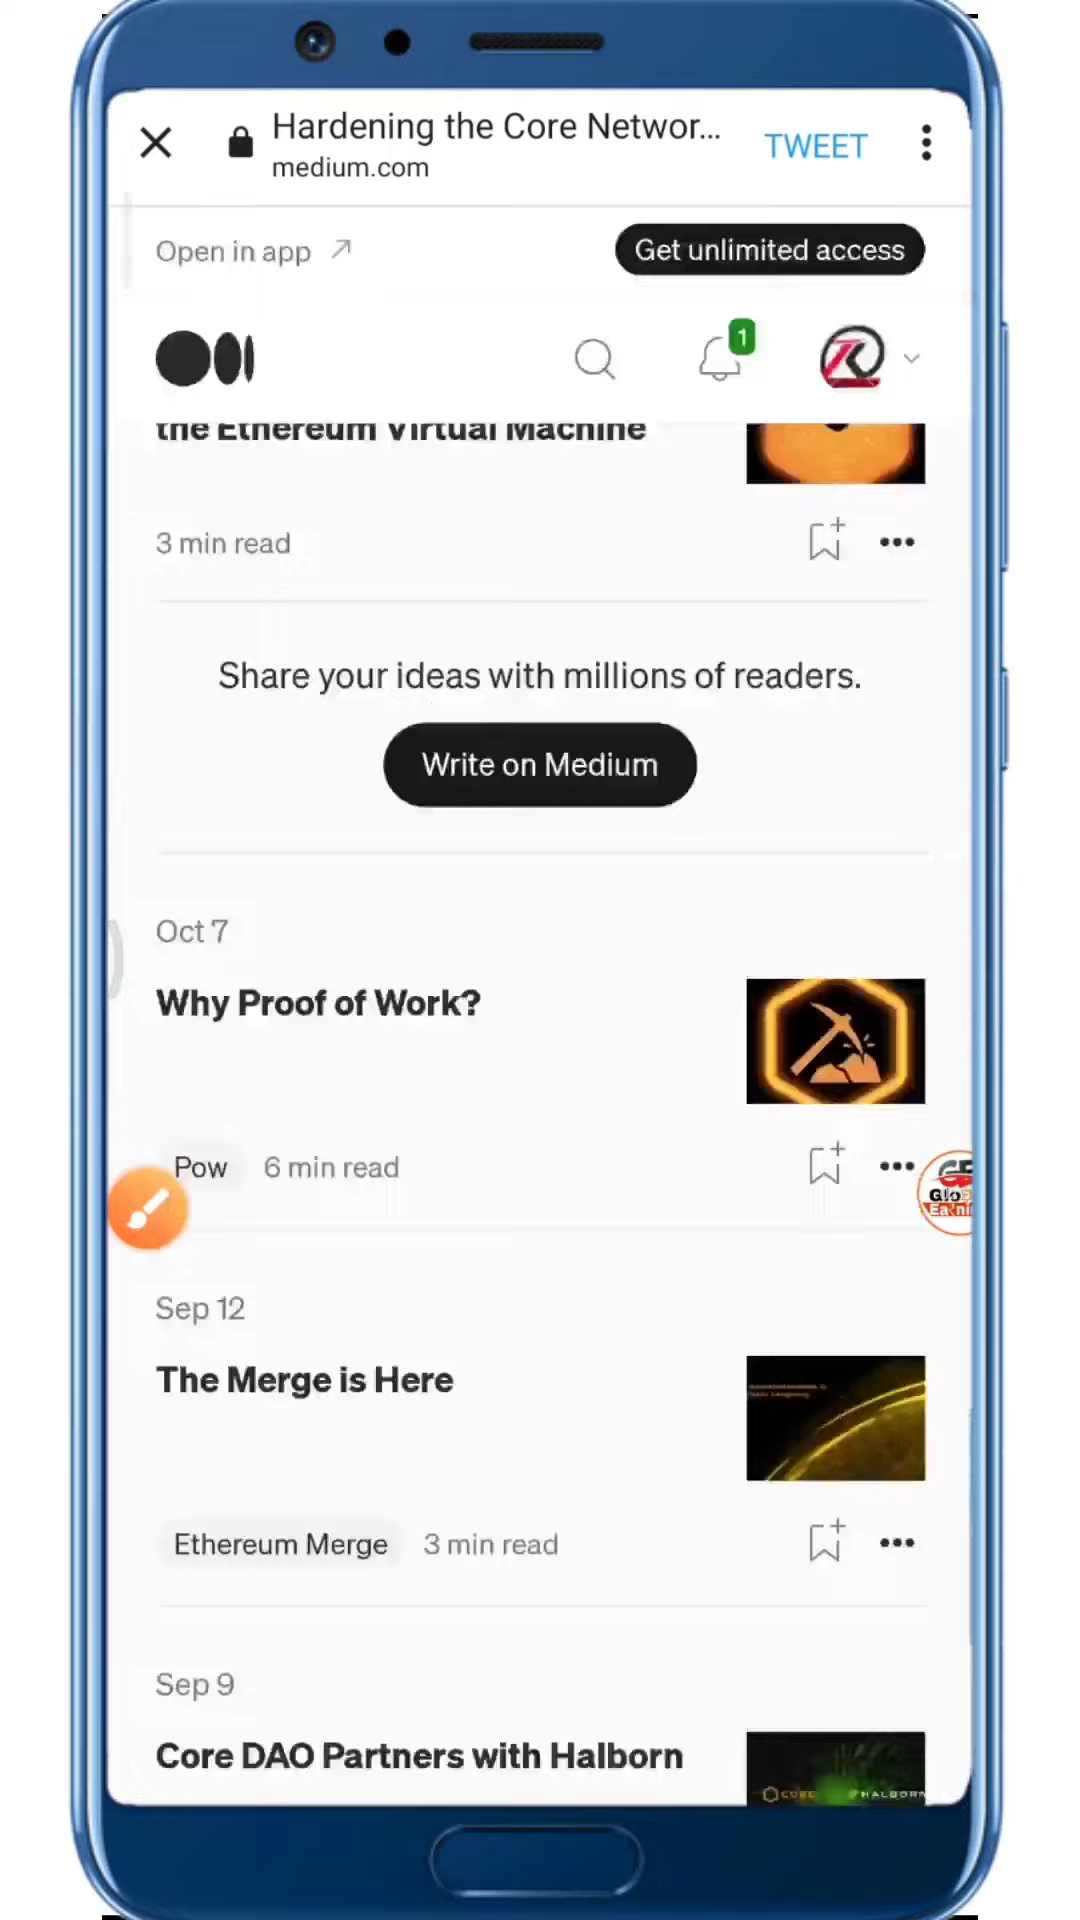 Hardening the Core Networ...
medium.com
TWEET
Open in app
Get unlimited access
1
the Ethereum Virtual Machine
3 min read
Share your ideas with millions of readers.
Write on Medium
Oct 7
Why Proof of Work?
Pow
6 min read
Sep 12
The Merge is Here
Ethereum Merge
3 min read
Sep 9
Core DAO Partners with Halborn
CORE
HALBORN